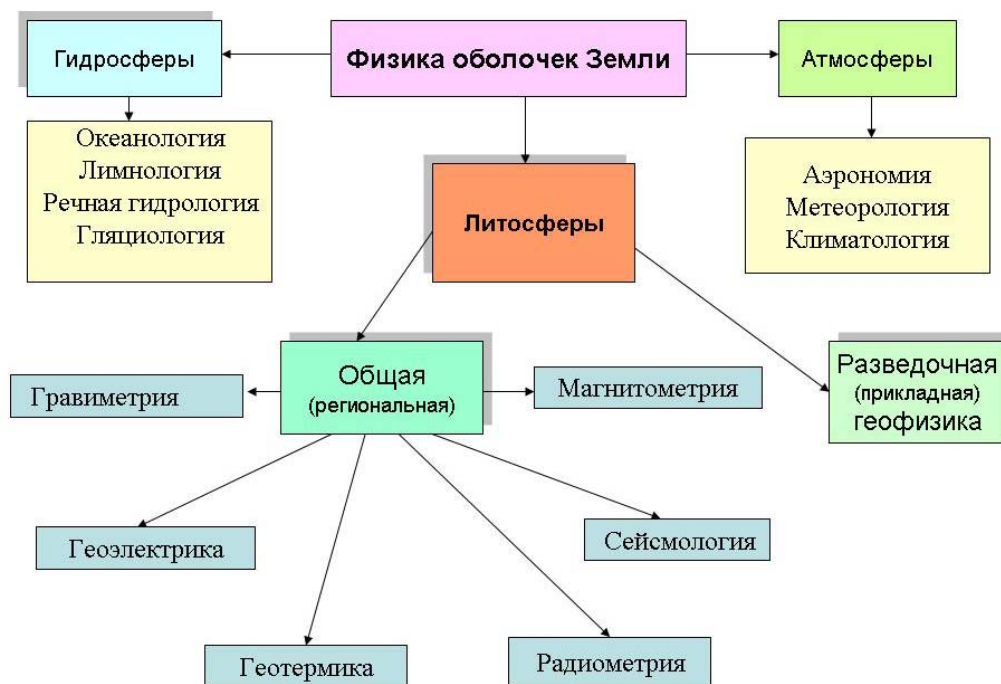 Гидросферы
Физика оболочек Земли
Атмосферы
Океанология
Лимнология
Речная гидрология
Гляциология
Литосферы
Аэрономия
Метеорология
Климатология
Гравиметрия
Общая
(региональная)
Магнитометрия
Разведочная
(прикладная)
геофизика
Геоэлектрика
Сейсмология
Геотермика
Радиометрия